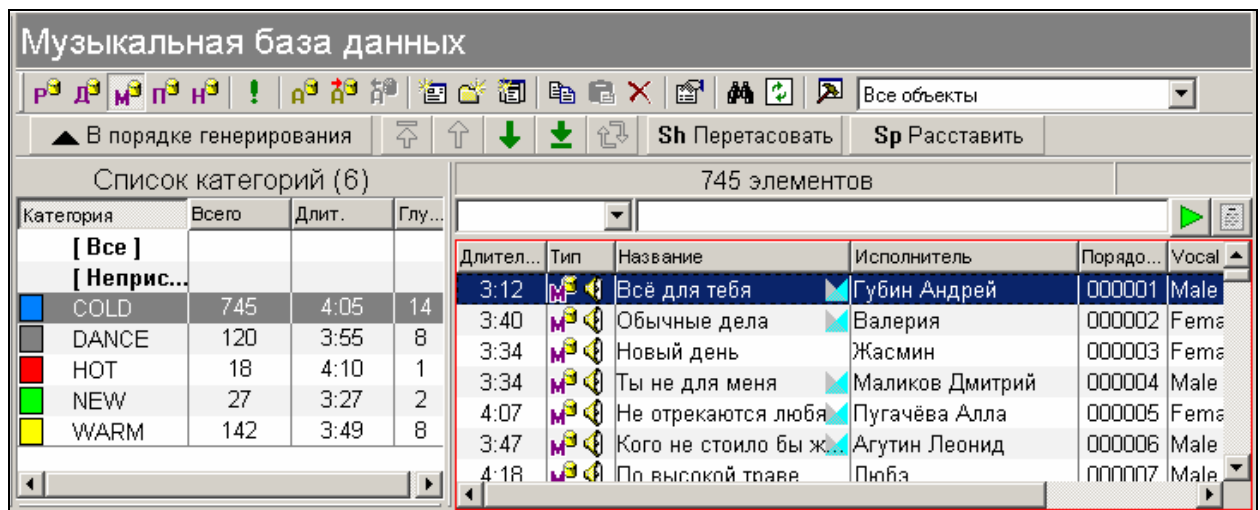 Музыкальная база данных
Р Д М П Н ! А А А Все объекты
В порядке генерирования Sh Перетасовать Sp Расставить
Список категорий (6) 745 элементов
Категория Всего Длит. Глу...
[ Все ]
[ Неприс...
COLD 745 4:05 14
DANCE 120 3:55 8
HOT 18 4:10 1
NEW 27 3:27 2
WARM 142 3:49 8
Длител... Тип Название Исполнитель Порядо... Vocal
3:12 М Всё для тебя Губин Андрей 000001 Male
3:40 М Обычные дела Валерия 000002 Fema
3:34 М Новый день Жасмин 000003 Fema
3:34 М Ты не для меня Маликов Дмитрий 000004 Male
4:07 М Не отрекаются любя Пугачёва Алла 000005 Fema
3:47 М Кого не стоило бы ж... Агутин Леонид 000006 Male
4:18 М По высокой траве Любэ 000007 Male